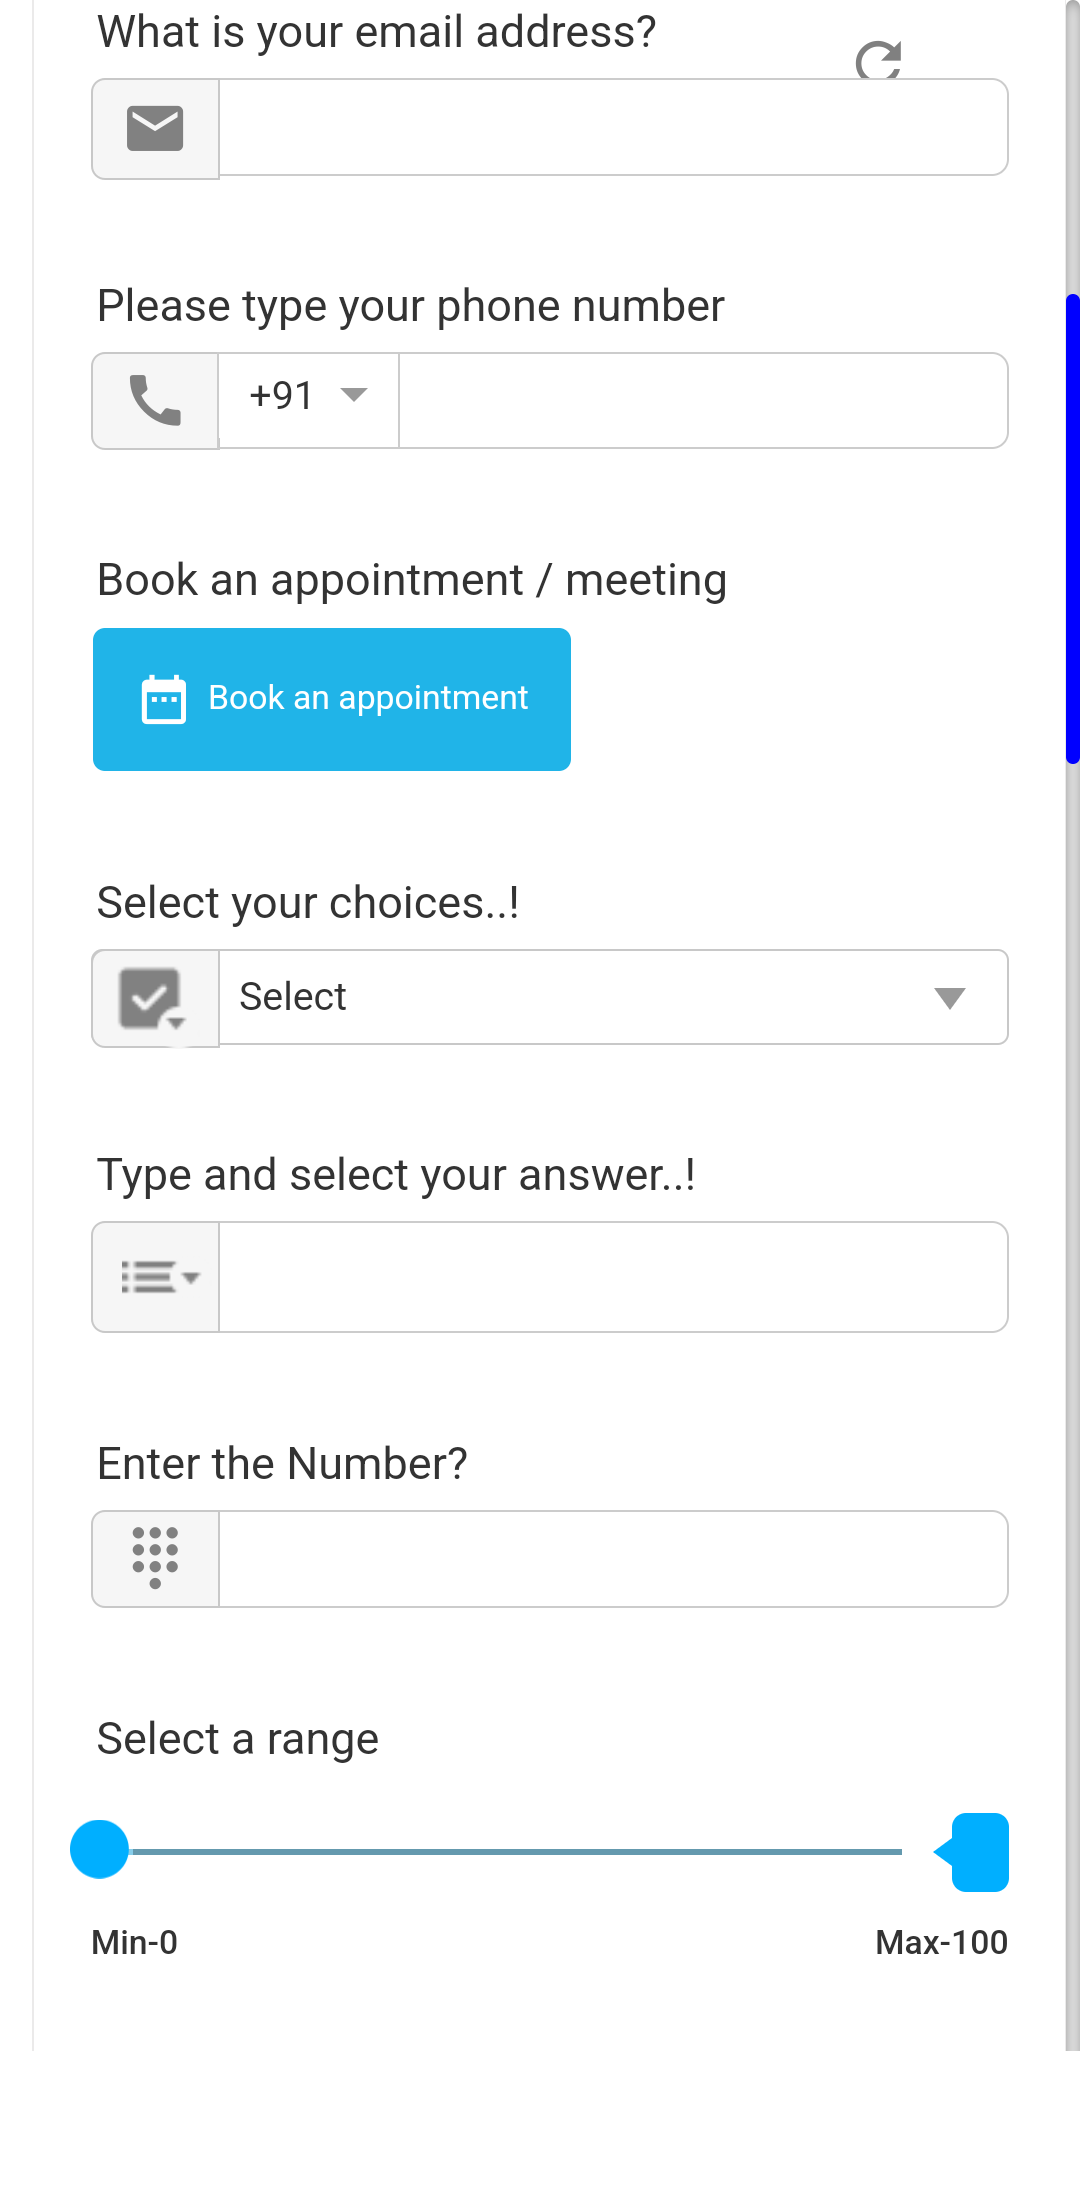 What is your email address?
Please type your phone number
+91
Book an appointment / meeting
Book an appointment
Select your choices..!
Select
Type and select your answer..!
Enter the Number?
Select a range
Min-0
Max-100